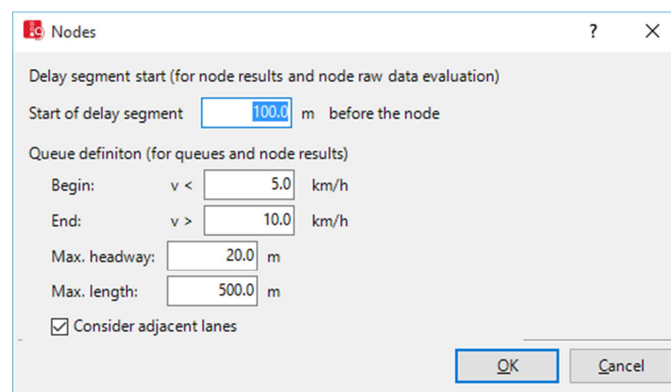 Nodes ?
Delay segment start (for node results and node raw data evaluation)
Start of delay segment 100.0 m before the node
Queue definiton (for queues and node results)
Begin: v < 5.0 km/h
End: v > 10.0 km/h
Max. headway: 20.0 m
Max. length: 500.0 m
Consider adjacent lanes
OK Cancel